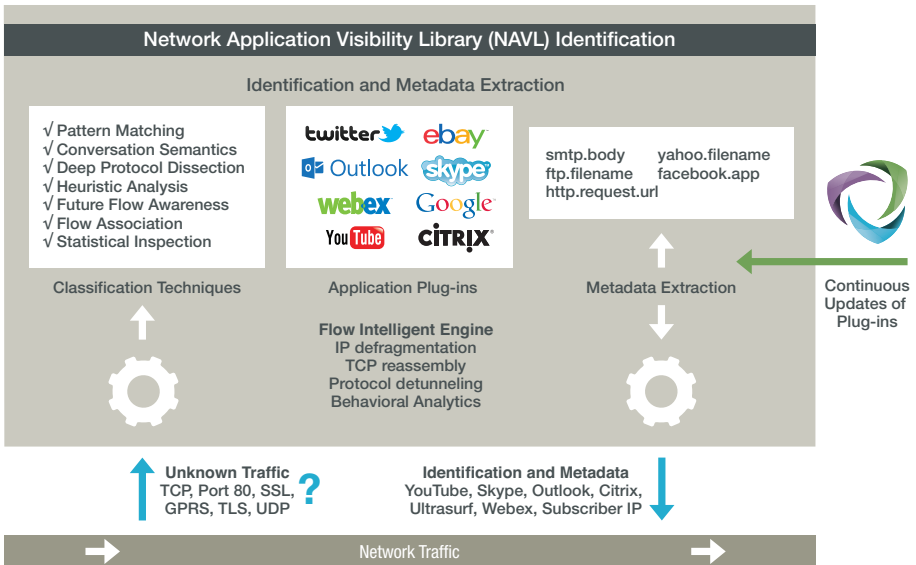 Network Application Visibility Library (NAVL) Identification
Identification and Metadata Extraction
√ Pattern Matching
√ Conversation Semantics
√ Deep Protocol Dissection
√ Heuristic Analysis
√ Future Flow Awareness
√ Flow Association
√ Statistical Inspection
Classification Techniques
twitter
ebay
Outlook
skype
webex
Google
YouTube
CİTRIX
Application Plug-ins
smtp.body yahoo.filename
ftp.filename facebook.app
http.request.url
Metadata Extraction
Continuous
Updates of
Plug-ins
Flow Intelligent Engine
IP defragmentation
TCP reassembly
Protocol detunneling
Behavioral Analytics
Unknown Traffic
TCP, Port 80, SSL,
GPRS, TLS, UDP
?
Identification and Metadata
YouTube, Skype, Outlook, Citrix,
Ultrasurf, Webex, Subscriber IP
Network Traffic